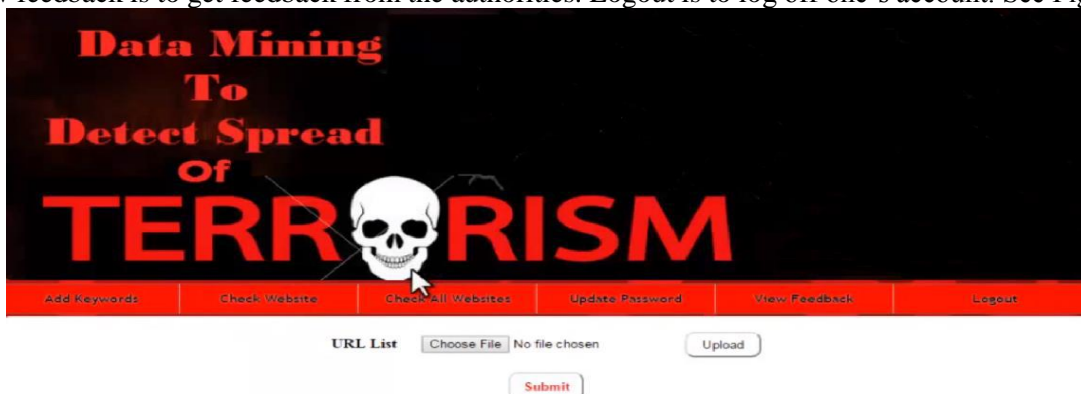 feedback is to get feedback from the authorities. Logout is to log off one's account. See Fig
Data Mining
To
Detect Spread
Of
TERRORISM
Add Keywords Check Website Check All Websites Update Password View Feedback Logout
URL List Choose File No file chosen Upload
Submit